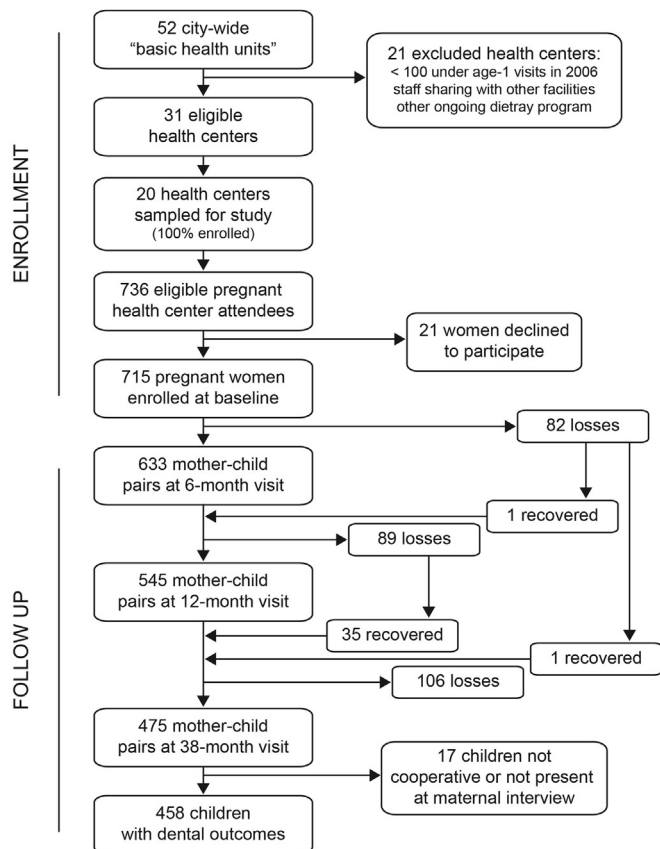 52 city-wide
“basic health units”
21 excluded health centers:
< 100 under age-1 visits in 2006
staff sharing with other facilities
other ongoing dietray program
31 eligible
health centers
20 health centers
sampled for study
(100% enrolled)
ENROLLMENT
736 eligible pregnant
health center attendees
21 women declined
to participate
715 pregnant women
enrolled at baseline
82 losses
633 mother-child
pairs at 6-month visit
1 recovered
89 losses
545 mother-child
pairs at 12-month visit
35 recovered
1 recovered
106 losses
FOLLOW UP
475 mother-child
pairs at 38-month visit
17 children not
cooperative or not present
at maternal interview
458 children
with dental outcomes